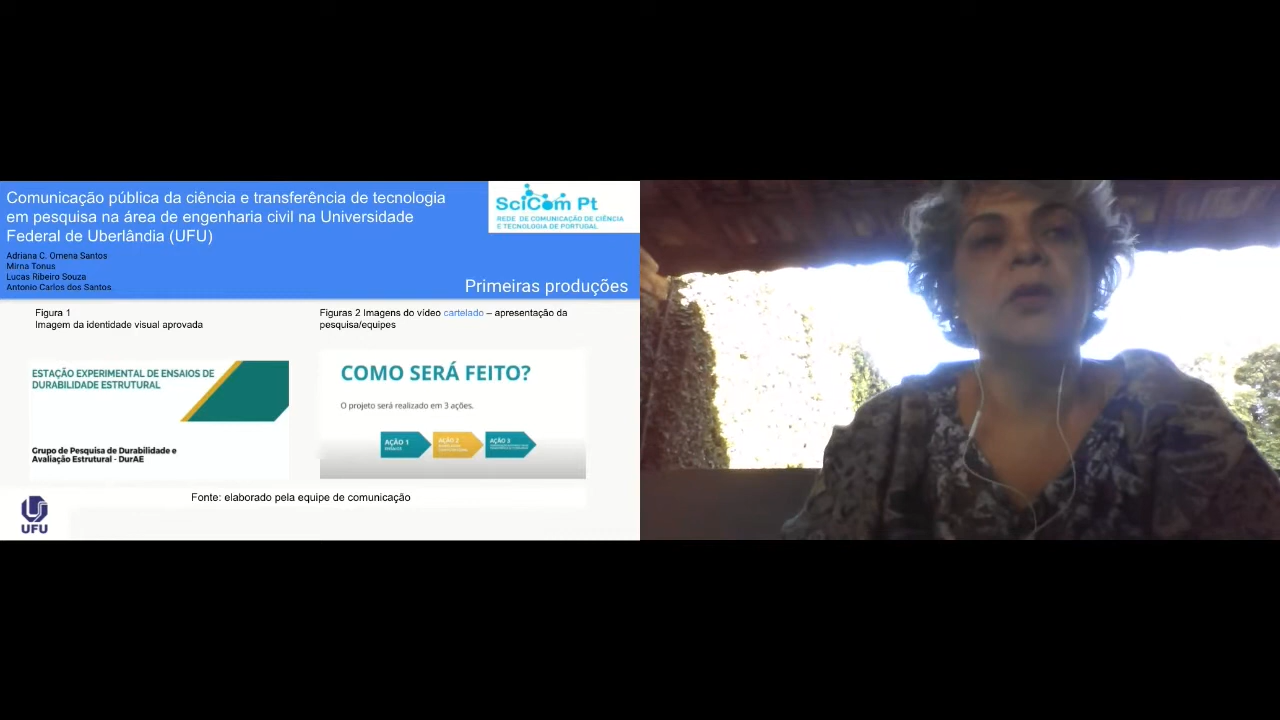 Comunicação pública da ciência e transferência de tecnologia
em pesquisa na área de engenharia civil na Universidade
Federal de Uberlândia (UFU)
Adriana C. Omena Santos
Mirna Tonus
Lucas Ribeiro Souza
Antonio Carlos dos Santos
SciCom Pt
REDE DE COMUNICAÇÃO DE CIÊNCIA
E TECNOLOGIA DE PORTUGAL
Primeiras produções
Figura 1
Imagem da identidade visual aprovada
Figuras 2 Imagens do video cartelado – apresentação da
pesquisa/equipes
ESTAÇÃO EXPERIMENTAL DE ENSAIOS DE
DURABILIDADE ESTRUTURAL
Grupo de Pesquisa de Durabilidade e
Avaliação Estrutural - DurAE
COMO SERÁ FEITO?
O projeto será realizado em 3 ações.
AÇÃO 1
AÇÃO 2
AÇÃO 3
Fonte: elaborado pela equipe de comunicação
UFU